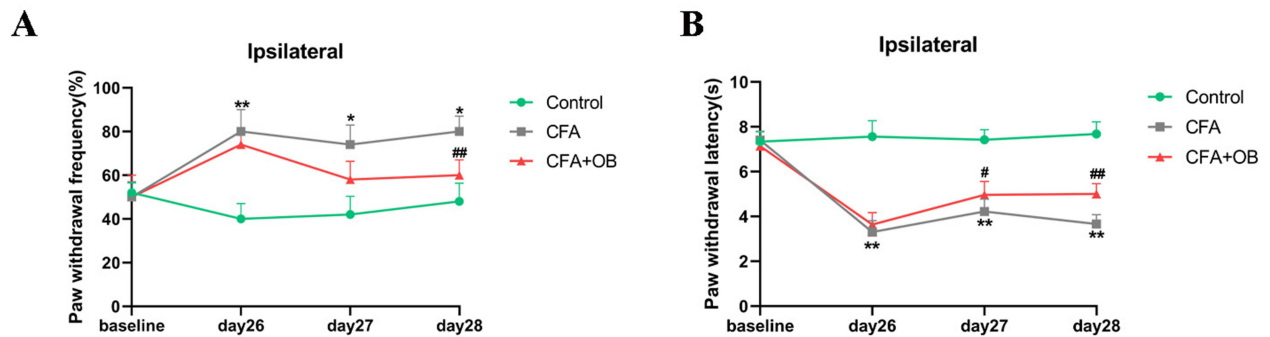 A
Ipsilateral
Paw withdrawal frequency(%)
100
80
60
40
20
0
**
*
*
##
baseline day26 day27 day28
Control
CFA
CFA+OB
B
Ipsilateral
Paw withdrawal latency(s)
10
8
6
4
2
0
#
##
**
**
**
baseline day26 day27 day28
Control
CFA
CFA+OB